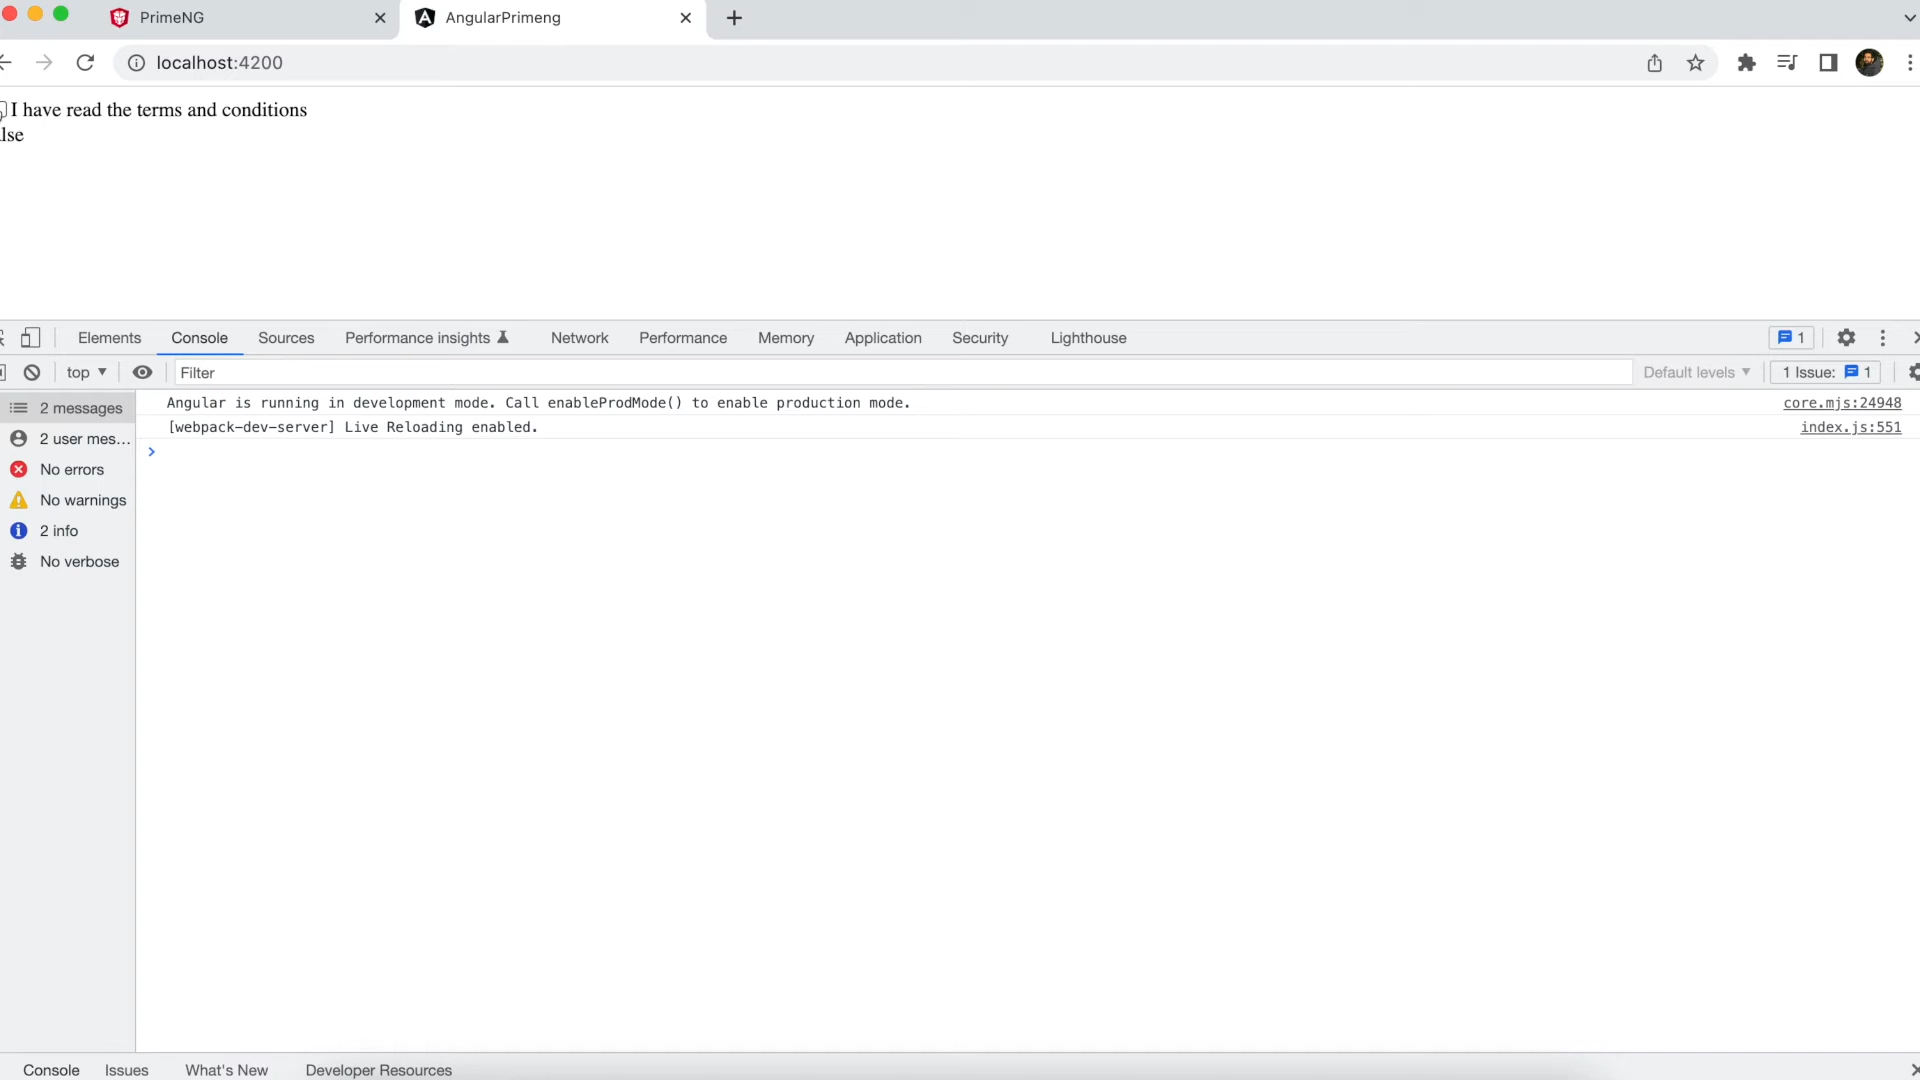 PrimeNG
AngularPrimeng
localhost:4200
I have read the terms and conditions
lse
Elements Console Sources Performance insights Network Performance Memory Application Security Lighthouse 1
top Filter Default levels 1 Issue: 1
2 messages
2 user mes...
No errors
No warnings
2 info
No verbose
Angular is running in development mode. Call enableProdMode() to enable production mode. core.mjs:24948
[webpack-dev-server] Live Reloading enabled. index.js:551
Console Issues What's New Developer Resources